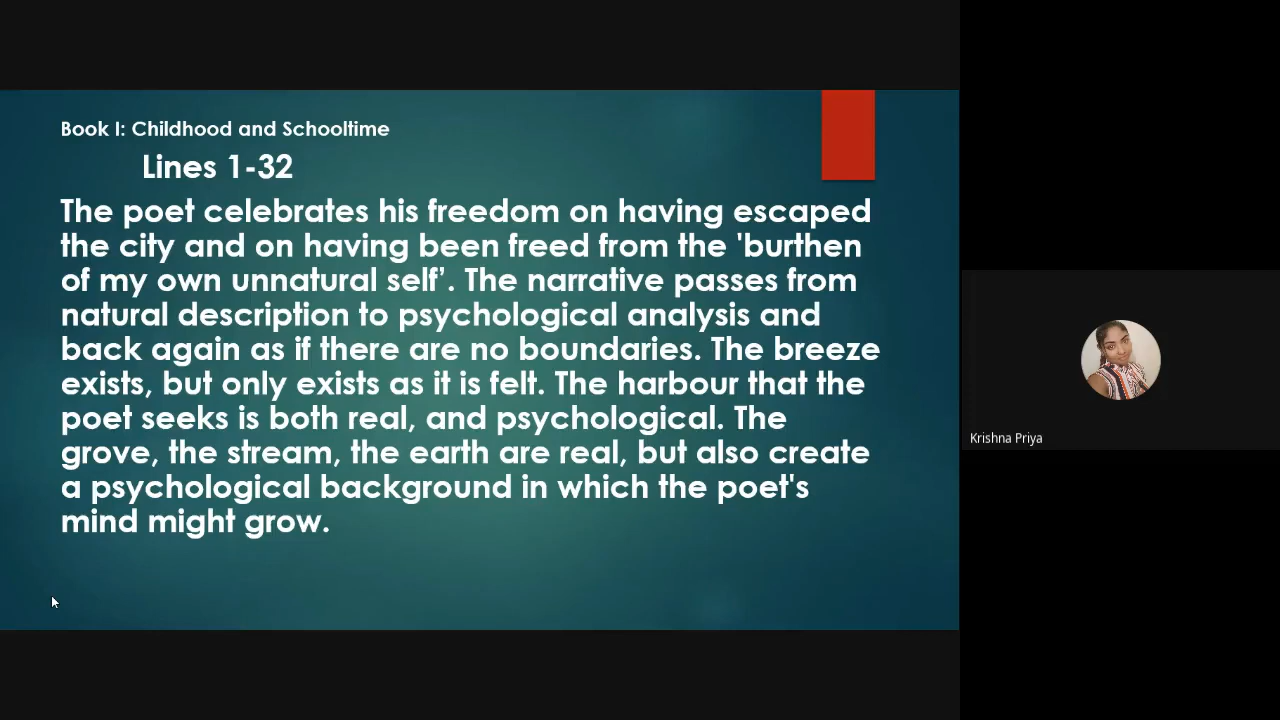 Book I: Childhood and Schooltime
Lines 1-32
The poet celebrates his freedom on having escaped
the city and on having been freed from the 'burthen
of my own unnatural self’. The narrative passes from
natural description to psychological analysis and
back again as if there are no boundaries. The breeze
exists, but only exists as it is felt. The harbour that the
poet seeks is both real, and psychological. The
grove, the stream, the earth are real, but also create
a psychological background in which the poet's
mind might grow.
Krishna Priya